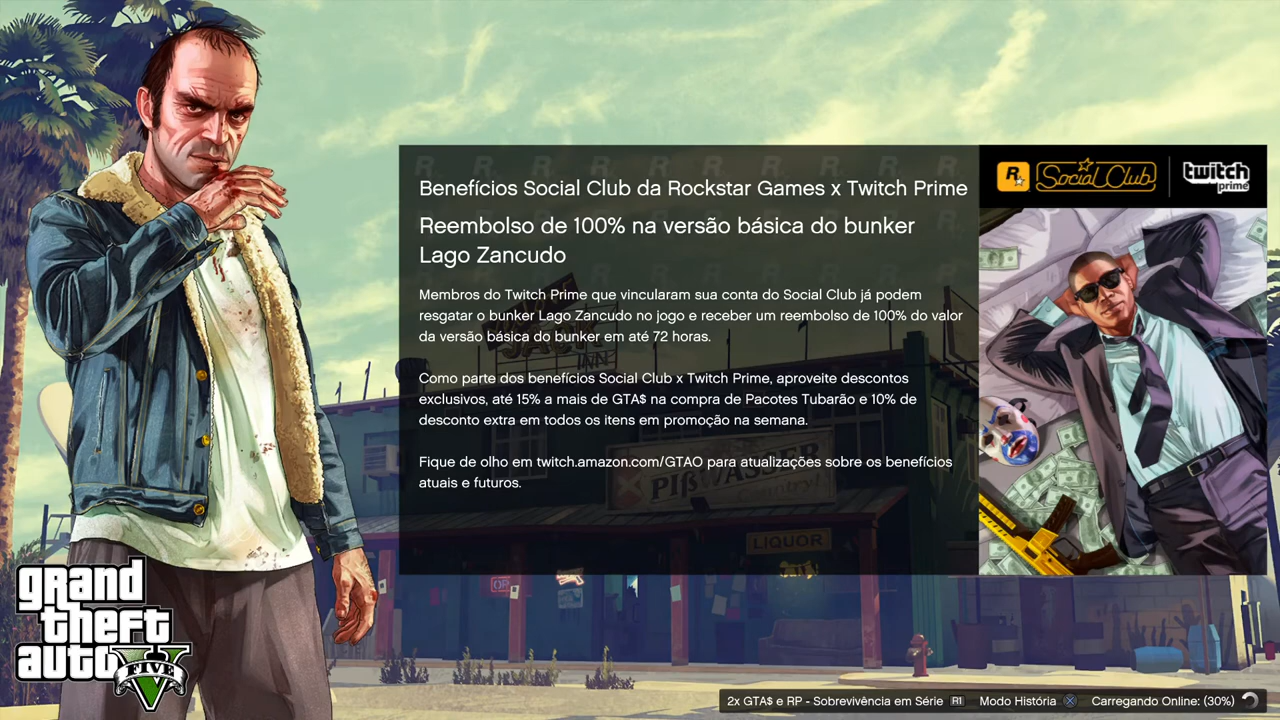 Benefícios Social Club da Rockstar Games x Twitch Prime
Reembolso de 100% na versão básica do bunker
Lago Zancudo
Membros do Twitch Prime que vincularam sua conta do Social Club já podem
resgatar o bunker Lago Zancudo no jogo e receber um reembolso de 100% do valor
da versão básica do bunker em até 72 horas.
Como parte dos benefícios Social Club x Twitch Prime, aproveite descontos
exclusivos, até 15% a mais de GTA$ na compra de Pacotes Tubarão e 10% de
desconto extra em todos os itens em promoção na semana.
Fique de olho em twitch.amazon.com/GTAO para atualizações sobre os benefícios
atuais e futuros.
R
Social Club
twitch
prime
INN
PIßWASSER
LIQUOR
grand
theft
auto
V
FIVE
2x GTA$ e RP - Sobrevivência em Série R1 Modo História Carregando Online: (30%)